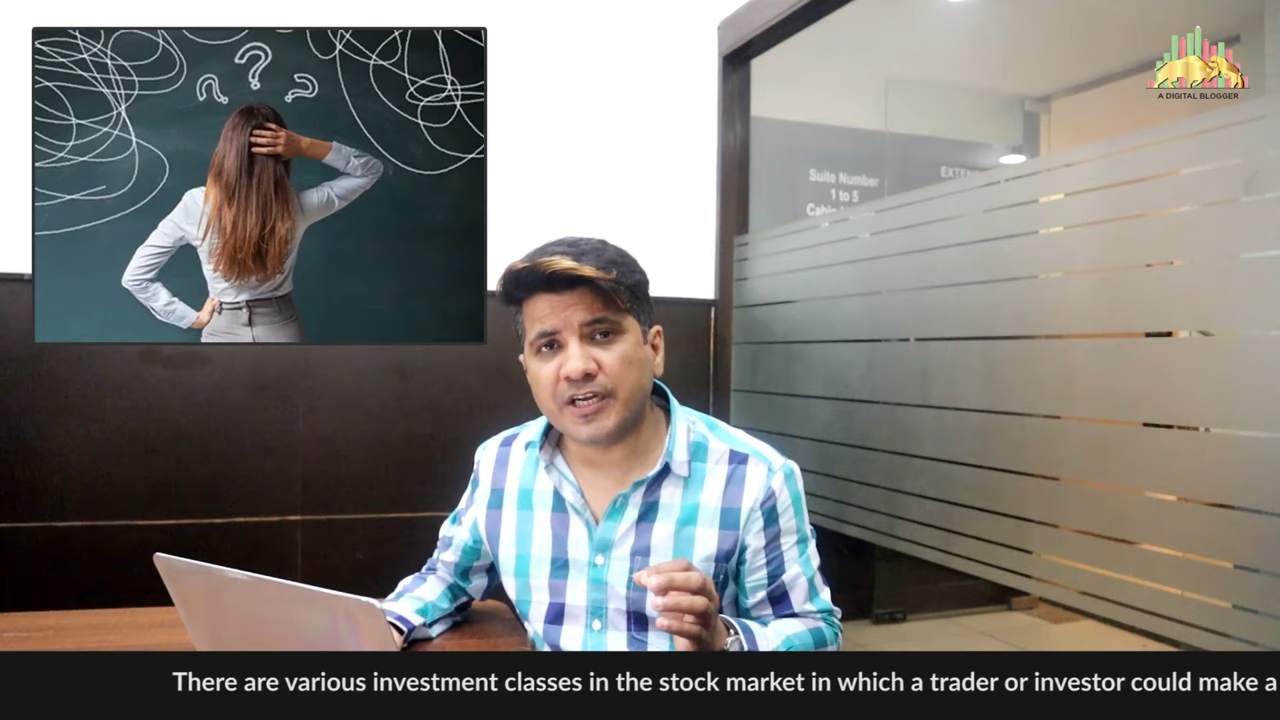 ? ? ?
A DIGITAL BLOGGER
Suite Number
1 to 5
There are various investment classes in the stock market in which a trader or investor could make a